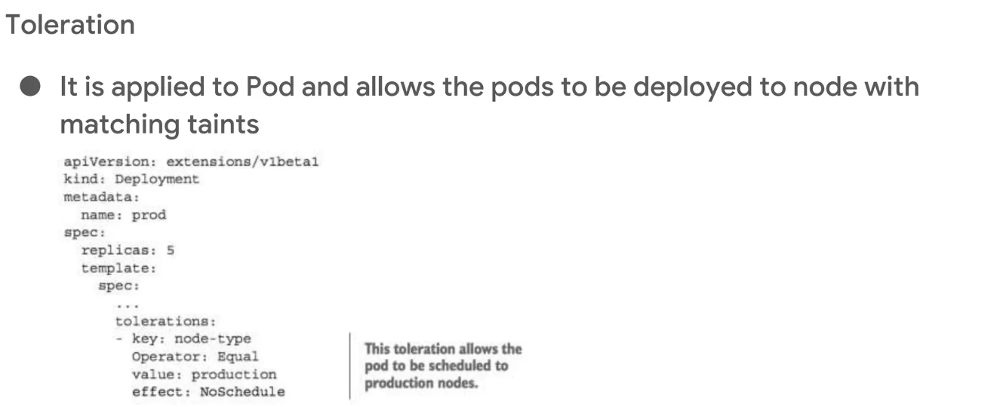 Toleration
● It is applied to Pod and allows the pods to be deployed to node with
matching taints
apiVersion: extensions/v1beta1
kind: Deployment
metadata:
  name: prod
spec:
  replicas: 5
  template:
    spec:
      ...
      tolerations:
      - key: node-type
        Operator: Equal
        value: production
        effect: NoSchedule
This toleration allows the
pod to be scheduled to
production nodes.